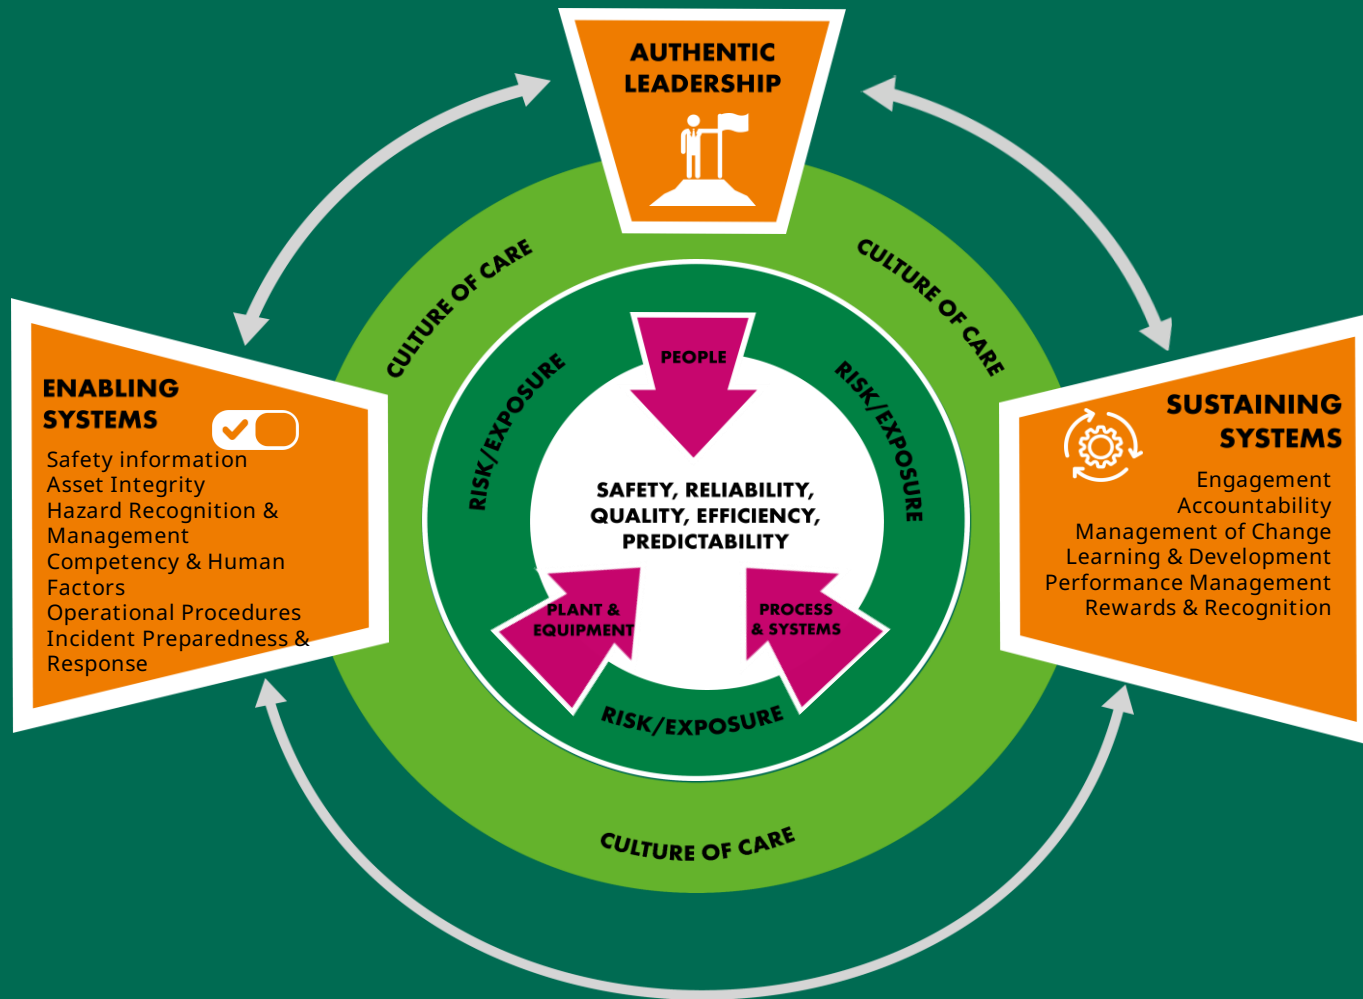 AUTHENTIC
LEADERSHIP
CULTURE OF CARE
CULTURE OF CARE
ENABLING
SYSTEMS
Safety information
Asset Integrity
Hazard Recognition &
Management
Competency & Human
Factors
Operational Procedures
Incident Preparedness &
Response
RISK/EXPOSURE
PEOPLE
RISK/EXPOSURE
SAFETY, RELIABILITY,
QUALITY, EFFICIENCY,
PREDICTABILITY
PLANT &
EQUIPMENT
PROCESS
& SYSTEMS
RISK/EXPOSURE
SUSTAINING
SYSTEMS
Engagement
Accountability
Management of Change
Learning & Development
Performance Management
Rewards & Recognition
CULTURE OF CARE